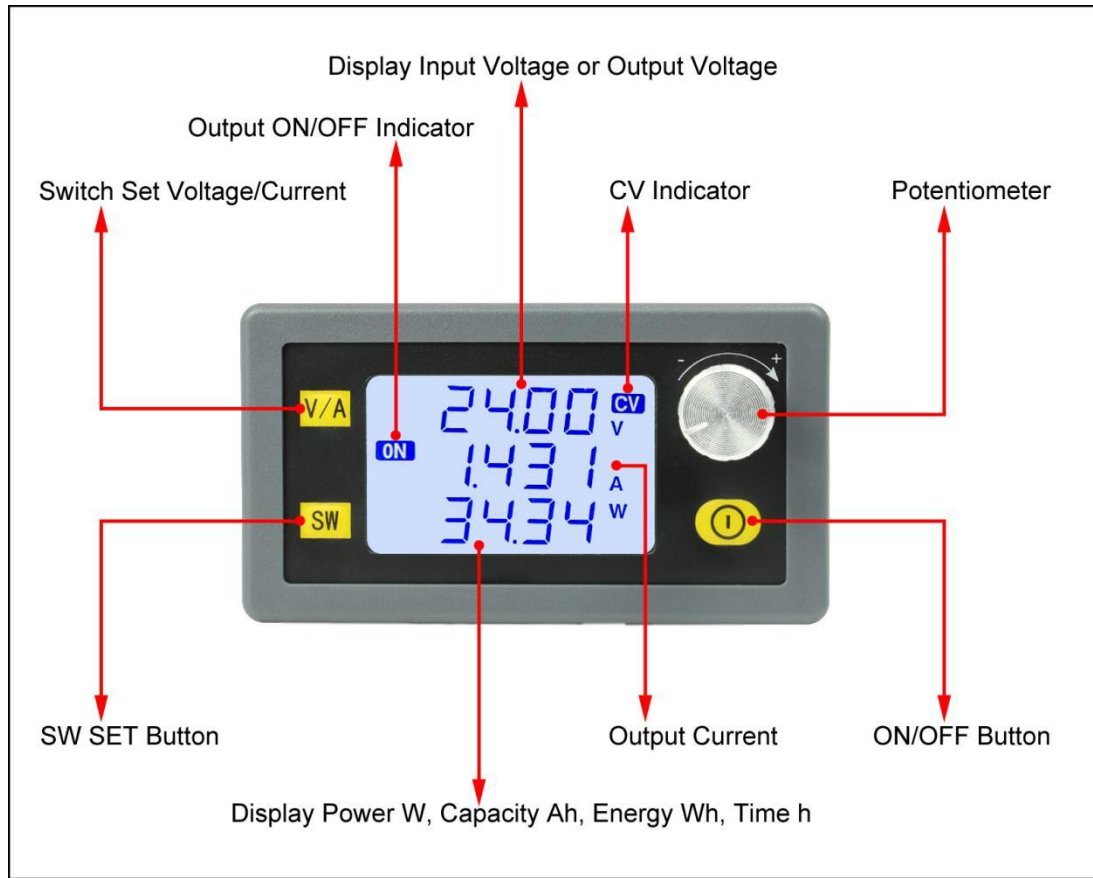 Display Input Voltage or Output Voltage
Output ON/OFF Indicator
Switch Set Voltage/Current
CV Indicator
Potentiometer
- +
V/A
24.00 CV
V
ON
1.431 A
SW
34.34 W
SW SET Button
Output Current
ON/OFF Button
Display Power W, Capacity Ah, Energy Wh, Time h